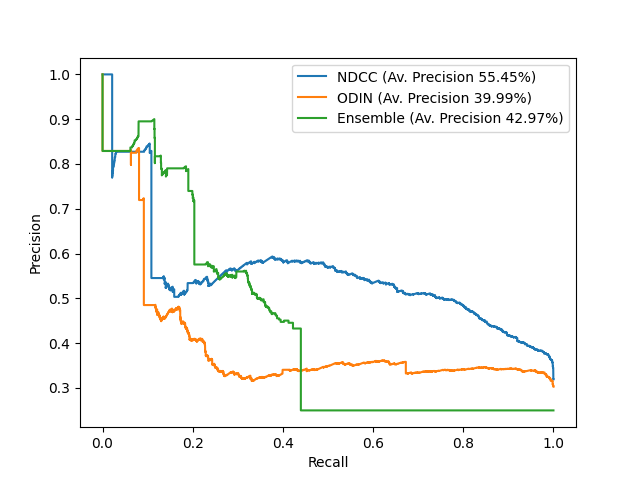 NDCC (Av. Precision 55.45%)
ODIN (Av. Precision 39.99%)
Ensemble (Av. Precision 42.97%)
1.0
0.9
0.8
0.7
0.6
0.5
0.4
0.3
Precision
0.0 0.2 0.4 0.6 0.8 1.0
Recall